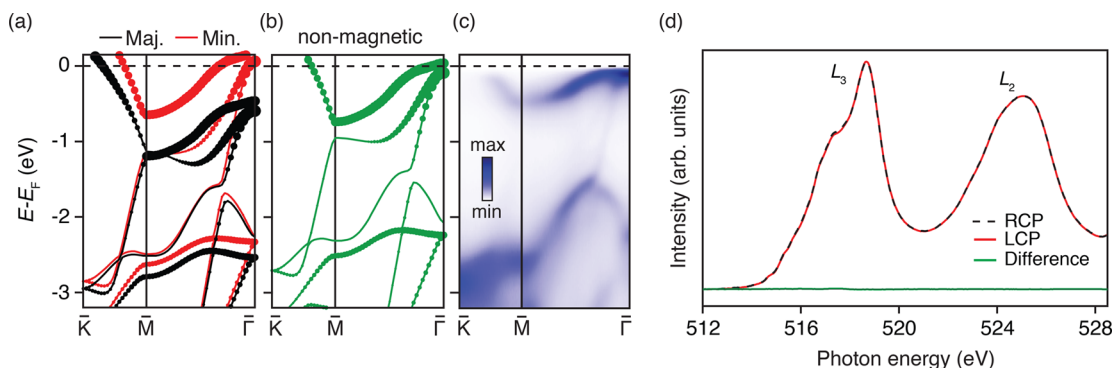 (a)
Maj. Min.
(b)
non-magnetic
(c)
(d)
E-E_F (eV)
0
-1
-2
-3
K̄ M̄ Γ̄
K̄ M̄ Γ̄
max
min
K̄ M̄ Γ̄
Intensity (arb. units)
L₃
L₂
RCP
LCP
Difference
512 516 520 524 528
Photon energy (eV)